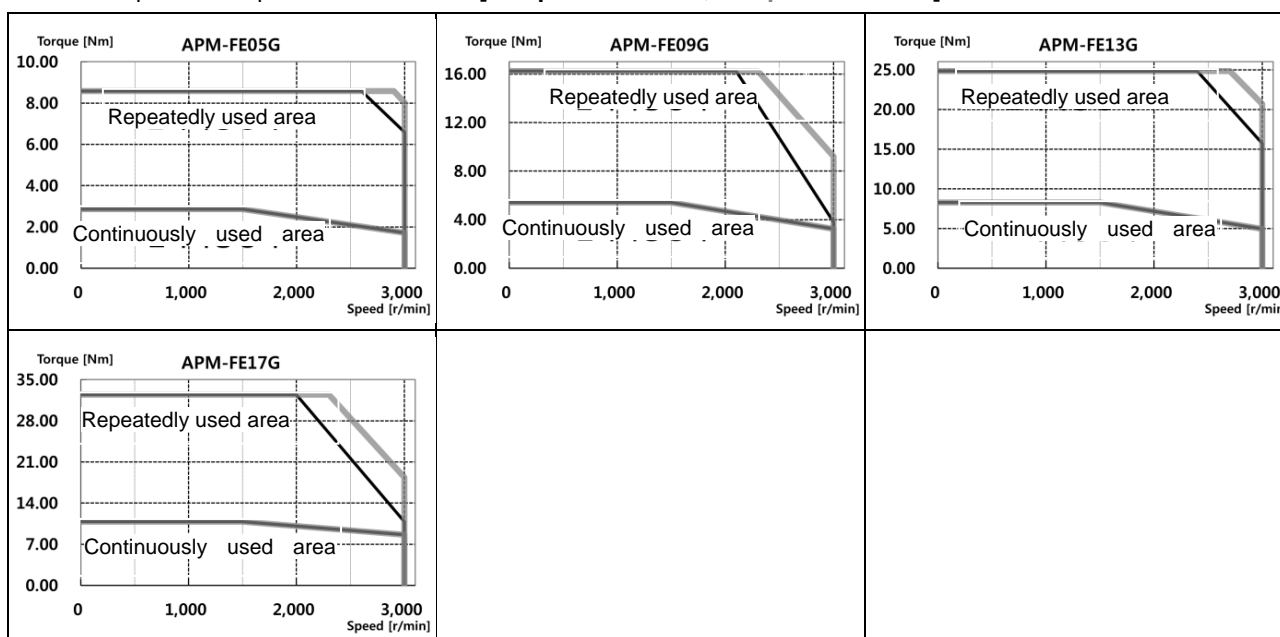 Torque [Nm] APM-FE05G
10.00
8.00
Repeatedly used area
6.00
4.00
2.00
Continuously used area
0.00
0 1,000 2,000 3,000
Speed [r/min]
Torque [Nm] APM-FE09G
16.00
Repeatedly used area
12.00
8.00
4.00
Continuously used area
0.00
0 1,000 2,000 3,000
Speed [r/min]
Torque [Nm] APM-FE13G
25.00
Repeatedly used area
20.00
15.00
10.00
5.00
Continuously used area
0.00
0 1,000 2,000 3,000
Speed [r/min
Torque [Nm] APM-FE17G
35.00
28.00
Repeatedly used area
21.00
14.00
7.00
Continuously used area
0.00
0 1,000 2,000 3,000
Speed [r/min]